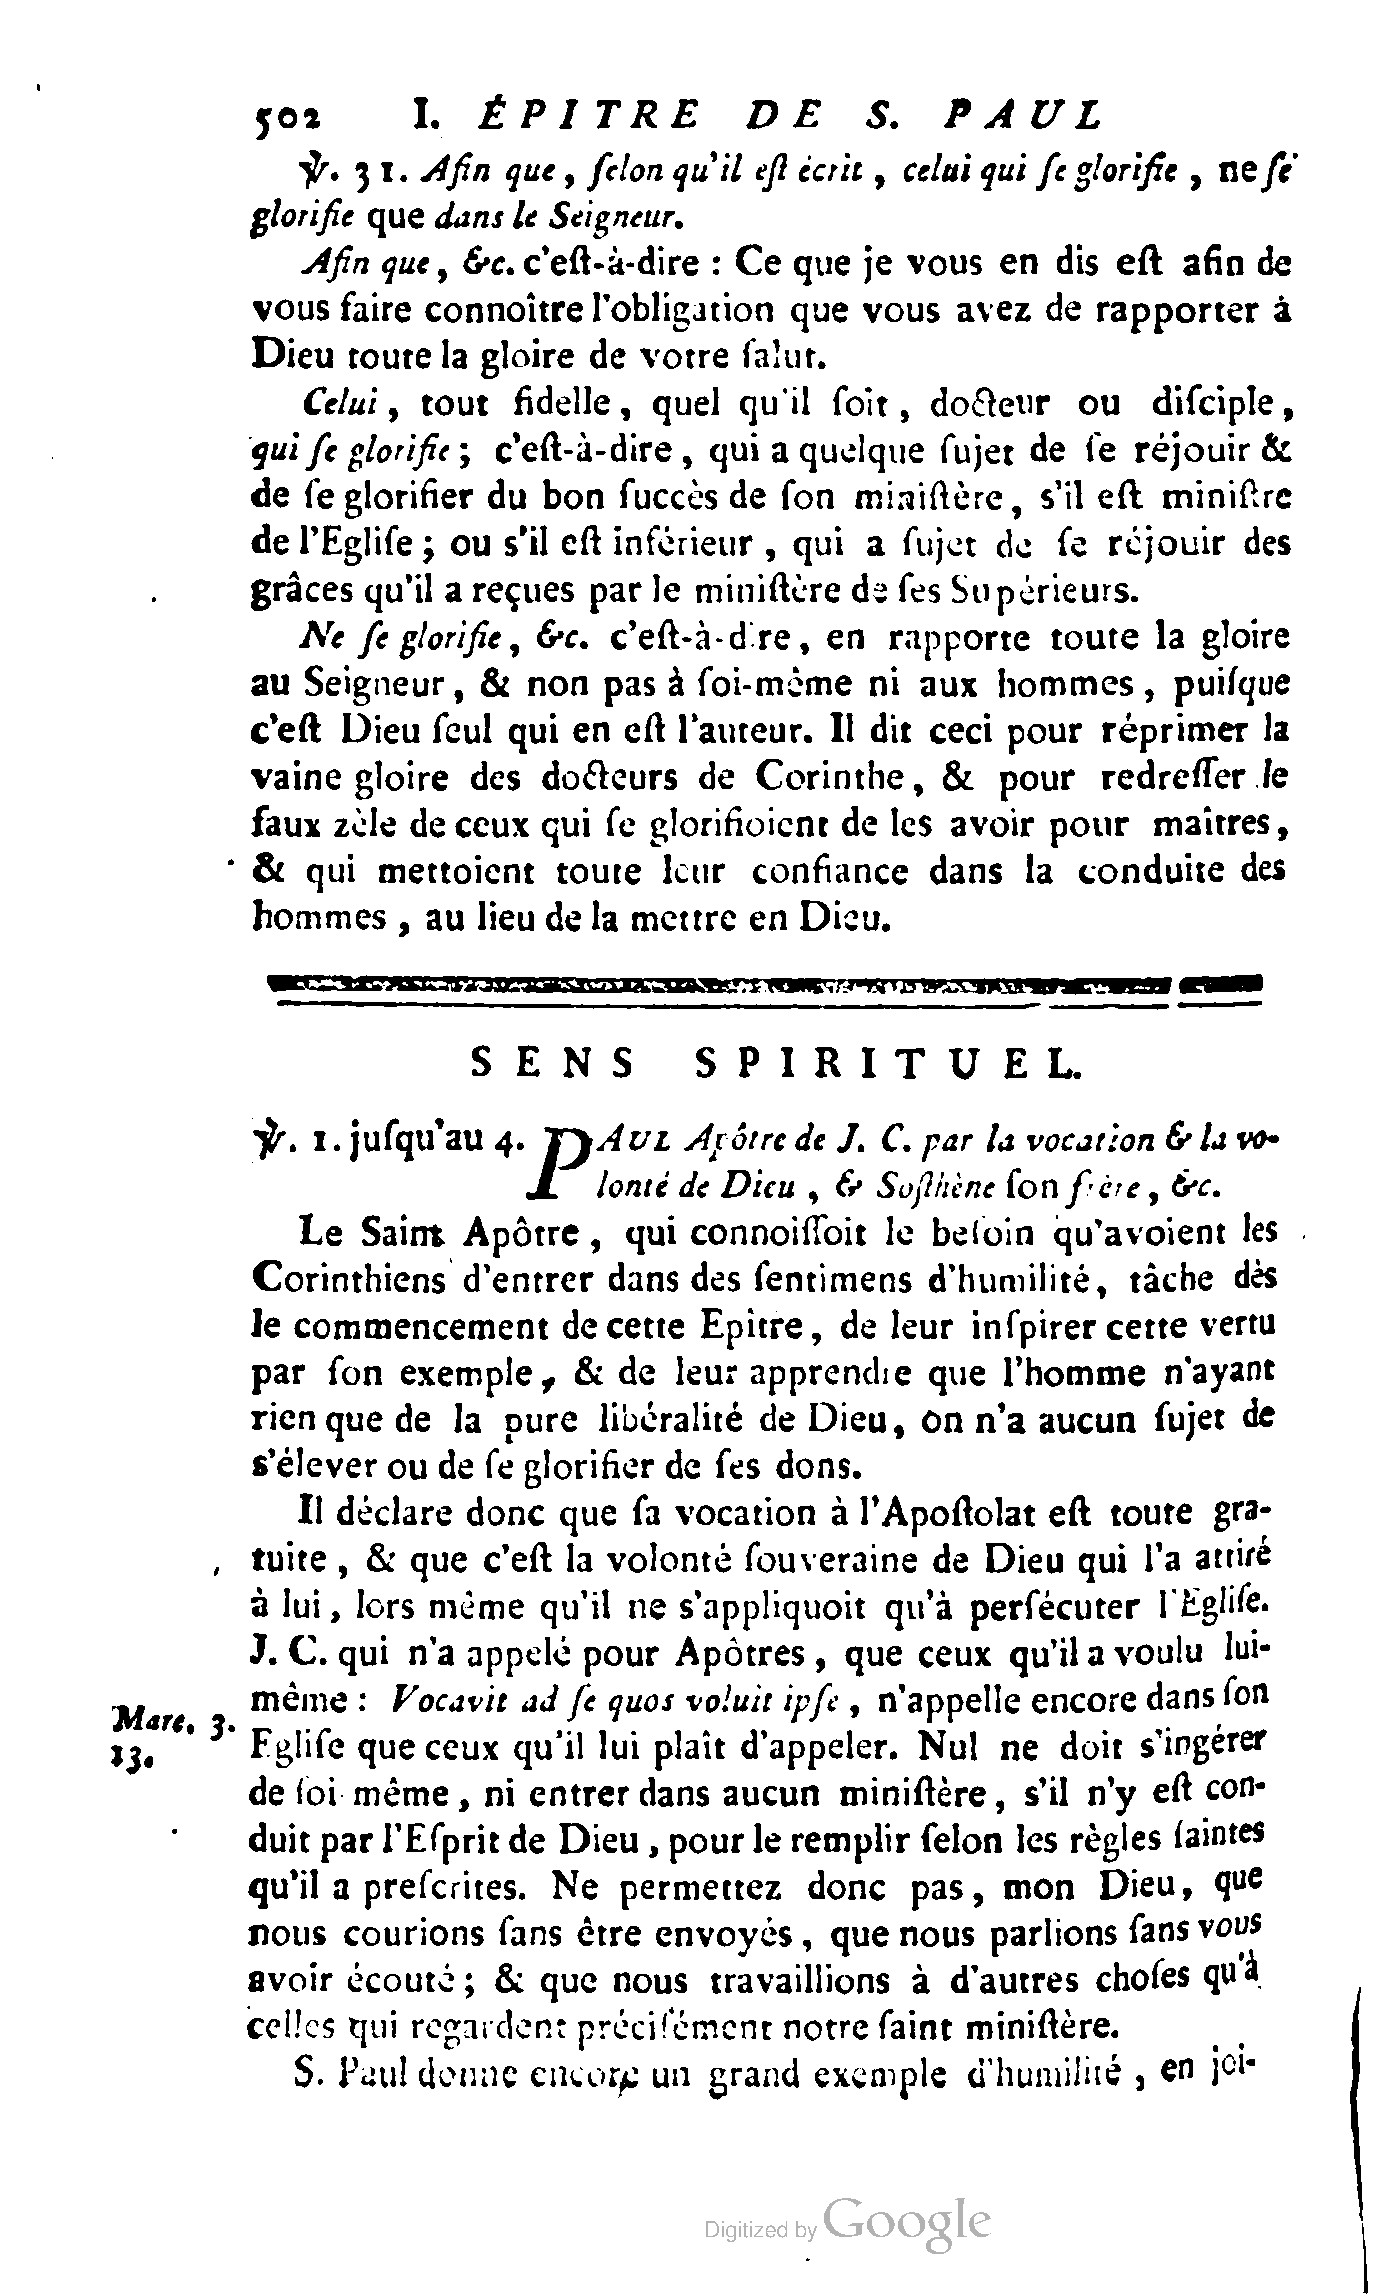 502 I. ÉPITRE DE S. PAUL
℣. 31. Afin que, ſelon qu'il eſt écrit, celui qui ſe glorifie, ne ſe
glorifie que dans le Seigneur.
Afin que, &c. c'eſt-à-dire : Ce que je vous en dis eſt afin de
vous faire connoître l'obligation que vous avez de rapporter à
Dieu toute la gloire de votre ſalut.
Celui, tout fidelle, quel qu'il ſoit, docteur ou diſciple,
qui ſe glorifie; c'eſt-à-dire, qui a quelque ſujet de ſe réjouir &
de ſe glorifier du bon ſuccès de ſon miniſtère, s'il eſt miniſtre
de l'Egliſe; ou s'il eſt inférieur, qui a ſujet de ſe réjouir des
grâces qu'il a reçues par le miniſtère de ſes Supérieurs.
Ne ſe glorifie, &c. c'eſt-à-dire, en rapporte toute la gloire
au Seigneur, & non pas à ſoi-même ni aux hommes, puiſque
c'eſt Dieu ſeul qui en eſt l'auteur. Il dit ceci pour réprimer la
vaine gloire des docteurs de Corinthe, & pour redreſſer le
faux zèle de ceux qui ſe glorifioient de les avoir pour maîtres,
& qui mettoient toute leur confiance dans la conduite des
hommes, au lieu de la mettre en Dieu.
SENS SPIRITUEL.
℣. 1. juſqu'au 4. PAUL Apôtre de J. C. par la vocation & la vo-
lonté de Dieu, & Soſthène ſon frère, &c.
Le Saint Apôtre, qui connoiſſoit le beſoin qu'avoient les
Corinthiens d'entrer dans des ſentimens d'humilité, tâche dès
le commencement de cette Epître, de leur inſpirer cette vertu
par ſon exemple, & de leur apprendre que l'homme n'ayant
rien que de la pure libéralité de Dieu, on n'a aucun ſujet de
s'élever ou de ſe glorifier de ſes dons.
Il déclare donc que ſa vocation à l'Apoſtolat eſt toute gra-
tuite, & que c'eſt la volonté ſouveraine de Dieu qui l'a attiré
à lui, lors même qu'il ne s'appliquoit qu'à perſécuter l'Egliſe.
J. C. qui n'a appelé pour Apôtres, que ceux qu'il a voulu lui-
même : Vocavit ad ſe quos voluit ipſe, n'appelle encore dans ſon
Marc. 3.
13.
Egliſe que ceux qu'il lui plaît d'appeler. Nul ne doit s'ingérer
de ſoi-même, ni entrer dans aucun miniſtère, s'il n'y eſt con-
duit par l'Eſprit de Dieu, pour le remplir ſelon les règles ſaintes
qu'il a preſcrites. Ne permettez donc pas, mon Dieu, que
nous courions ſans être envoyés, que nous parlions ſans vous
avoir écouté; & que nous travaillions à d'autres choſes qu'à
celles qui regardent préciſément notre ſaint miniſtère.
S. Paul donne encore un grand exemple d'humilité, en joi-
Digitized by Google